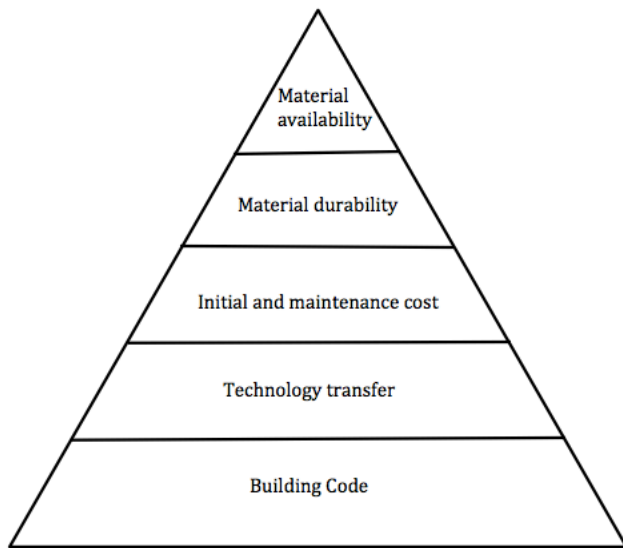 Material
availability
Material durability
Initial and maintenance cost
Technology transfer
Building Code